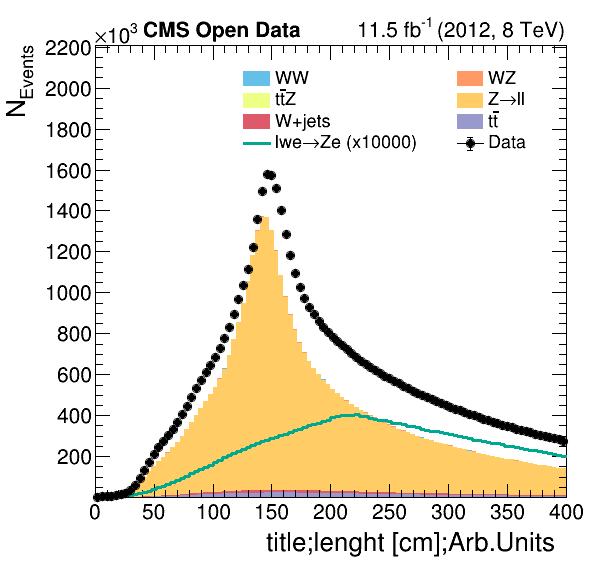 ×10³ CMS Open Data 11.5 fb⁻¹ (2012, 8 TeV)
N_Events
2200
2000
1800
1600
1400
1200
1000
800
600
400
200
WW WZ
tt̄Z Z→ll
W+jets tt̄
lwe→Ze (x10000) Data
0 50 100 150 200 250 300 350 400
title;lenght [cm];Arb.Units